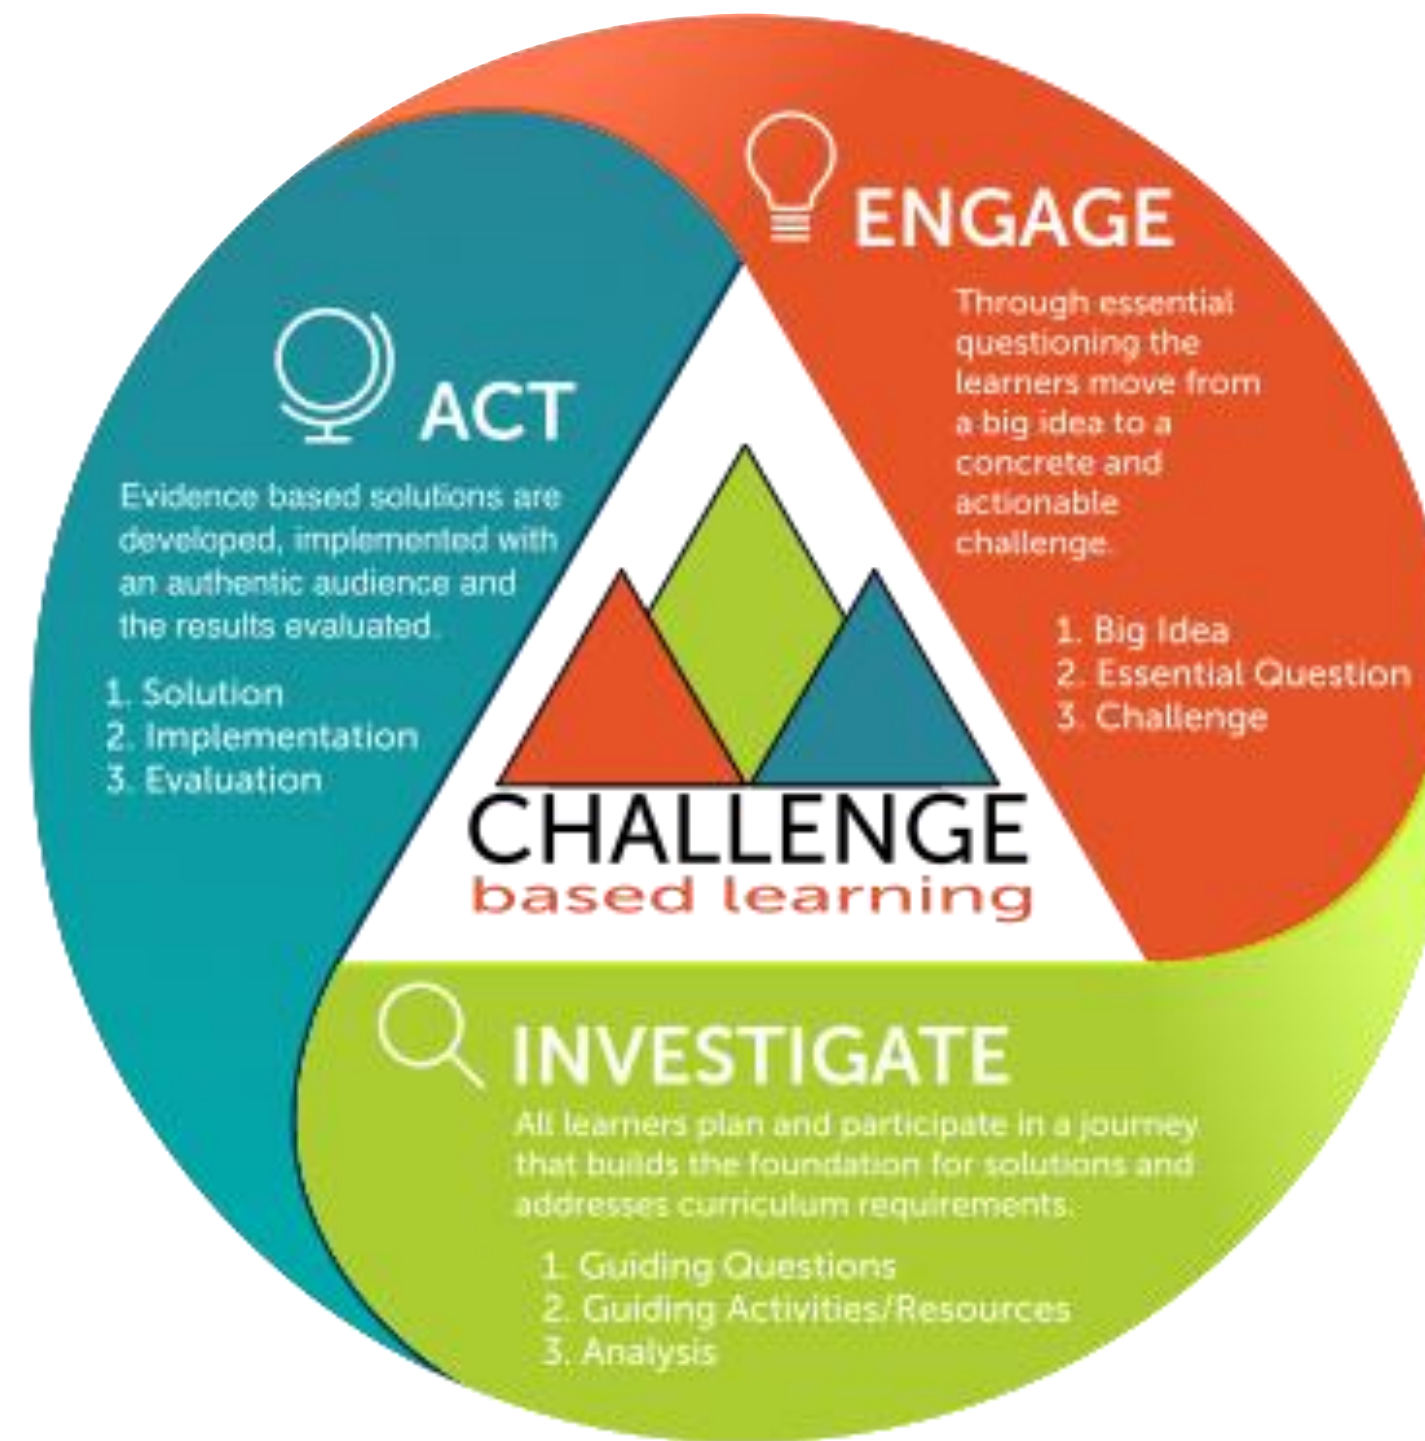 ENGAGE
Through essential
questioning the
learners move from
a big idea to a
concrete and
actionable
challenge.
1. Big Idea
2. Essential Question
3. Challenge
ACT
Evidence based solutions are
developed, implemented with
an authentic audience and
the results evaluated.
1. Solution
2. Implementation
3. Evaluation
CHALLENGE
based learning
INVESTIGATE
All learners plan and participate in a journey
that builds the foundation for solutions and
addresses curriculum requirements.
1. Guiding Questions
2. Guiding Activities/Resources
3. Analysis